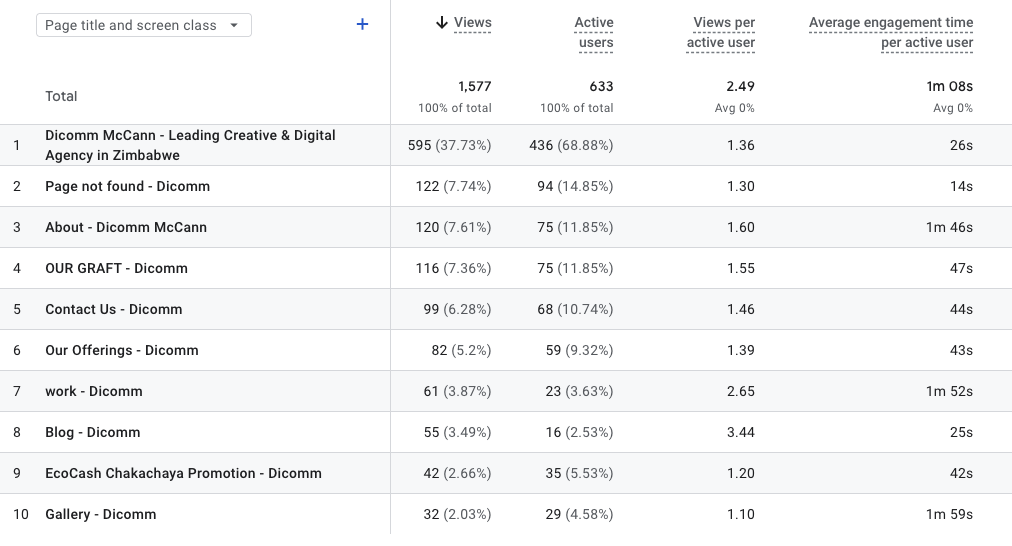 Page title and screen class
+
↓ Views
Active users
Views per active user
Average engagement time per active user
Total
1,577
100% of total
633
100% of total
2.49
Avg 0%
1m 08s
Avg 0%
1 Dicomm McCann - Leading Creative & Digital Agency in Zimbabwe 595 (37.73%) 436 (68.88%) 1.36 26s
2 Page not found - Dicomm 122 (7.74%) 94 (14.85%) 1.30 14s
3 About - Dicomm McCann 120 (7.61%) 75 (11.85%) 1.60 1m 46s
4 OUR GRAFT - Dicomm 116 (7.36%) 75 (11.85%) 1.55 47s
5 Contact Us - Dicomm 99 (6.28%) 68 (10.74%) 1.46 44s
6 Our Offerings - Dicomm 82 (5.2%) 59 (9.32%) 1.39 43s
7 work - Dicomm 61 (3.87%) 23 (3.63%) 2.65 1m 52s
8 Blog - Dicomm 55 (3.49%) 16 (2.53%) 3.44 25s
9 EcoCash Chakachaya Promotion - Dicomm 42 (2.66%) 35 (5.53%) 1.20 42s
10 Gallery - Dicomm 32 (2.03%) 29 (4.58%) 1.10 1m 59s